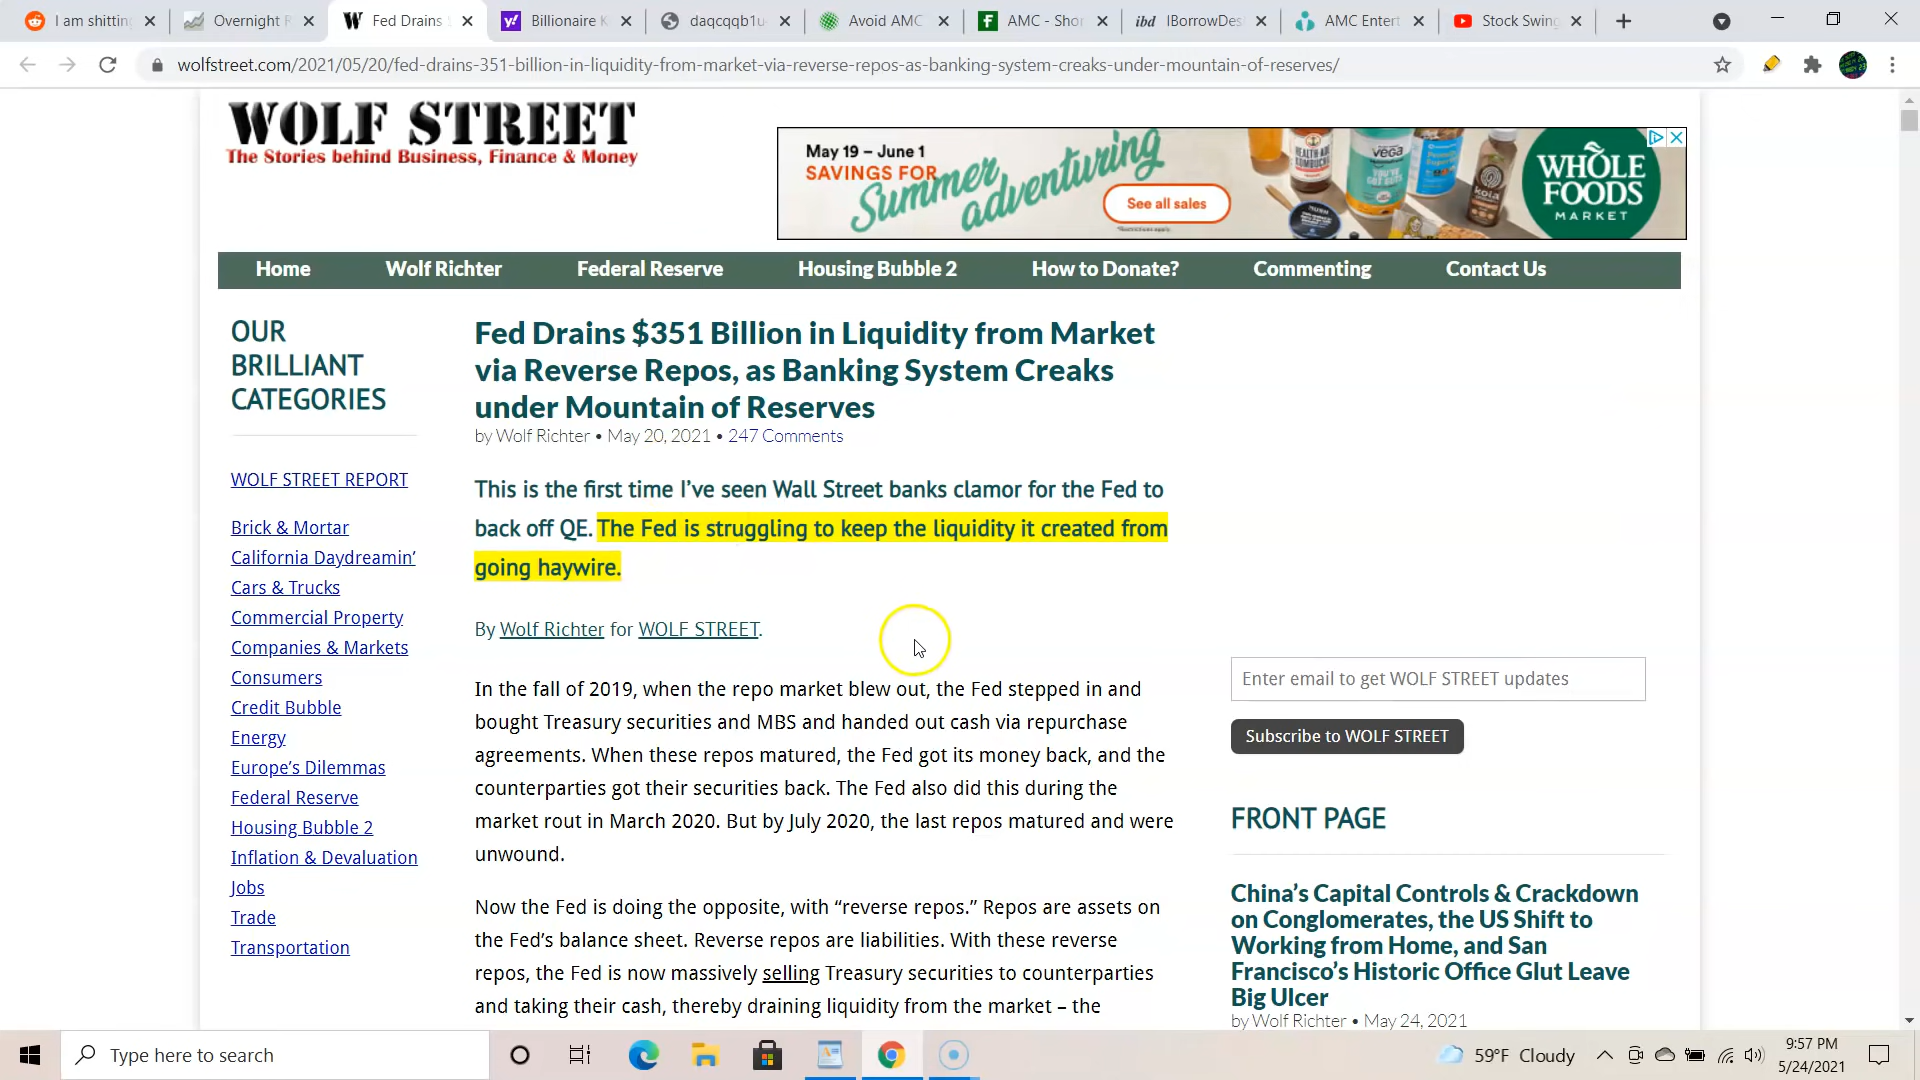 I am shittin
Overnight R
Fed Drains $
Billionaire K
daqcqqb1u
Avoid AMC
AMC - Shor
ibd IBorrowDes
AMC Entert
Stock Swing
wolfstreet.com/2021/05/20/fed-drains-351-billion-in-liquidity-from-market-via-reverse-repos-as-banking-system-creaks-under-mountain-of-reserves/
WOLF STREET
The Stories behind Business, Finance & Money
May 19 – June 1
SAVINGS FOR
Summer adventuring
See all sales
WHOLE
FOODS
MARKET
Home
Wolf Richter
Federal Reserve
Housing Bubble 2
How to Donate?
Commenting
Contact Us
OUR
BRILLIANT
CATEGORIES
WOLF STREET REPORT
Brick & Mortar
California Daydreamin’
Cars & Trucks
Commercial Property
Companies & Markets
Consumers
Credit Bubble
Energy
Europe’s Dilemmas
Federal Reserve
Housing Bubble 2
Inflation & Devaluation
Jobs
Trade
Transportation
Fed Drains $351 Billion in Liquidity from Market
via Reverse Repos, as Banking System Creaks
under Mountain of Reserves
by Wolf Richter • May 20, 2021 • 247 Comments
This is the first time I’ve seen Wall Street banks clamor for the Fed to
back off QE. The Fed is struggling to keep the liquidity it created from
going haywire.
By Wolf Richter for WOLF STREET.
In the fall of 2019, when the repo market blew out, the Fed stepped in and
bought Treasury securities and MBS and handed out cash via repurchase
agreements. When these repos matured, the Fed got its money back, and the
counterparties got their securities back. The Fed also did this during the
market rout in March 2020. But by July 2020, the last repos matured and were
unwound.
Now the Fed is doing the opposite, with “reverse repos.” Repos are assets on
the Fed’s balance sheet. Reverse repos are liabilities. With these reverse
repos, the Fed is now massively selling Treasury securities to counterparties
and taking their cash, thereby draining liquidity from the market – the
Enter email to get WOLF STREET updates
Subscribe to WOLF STREET
FRONT PAGE
China’s Capital Controls & Crackdown
on Conglomerates, the US Shift to
Working from Home, and San
Francisco’s Historic Office Glut Leave
Big Ulcer
by Wolf Richter • May 24, 2021
Type here to search
59°F Cloudy
9:57 PM
5/24/2021